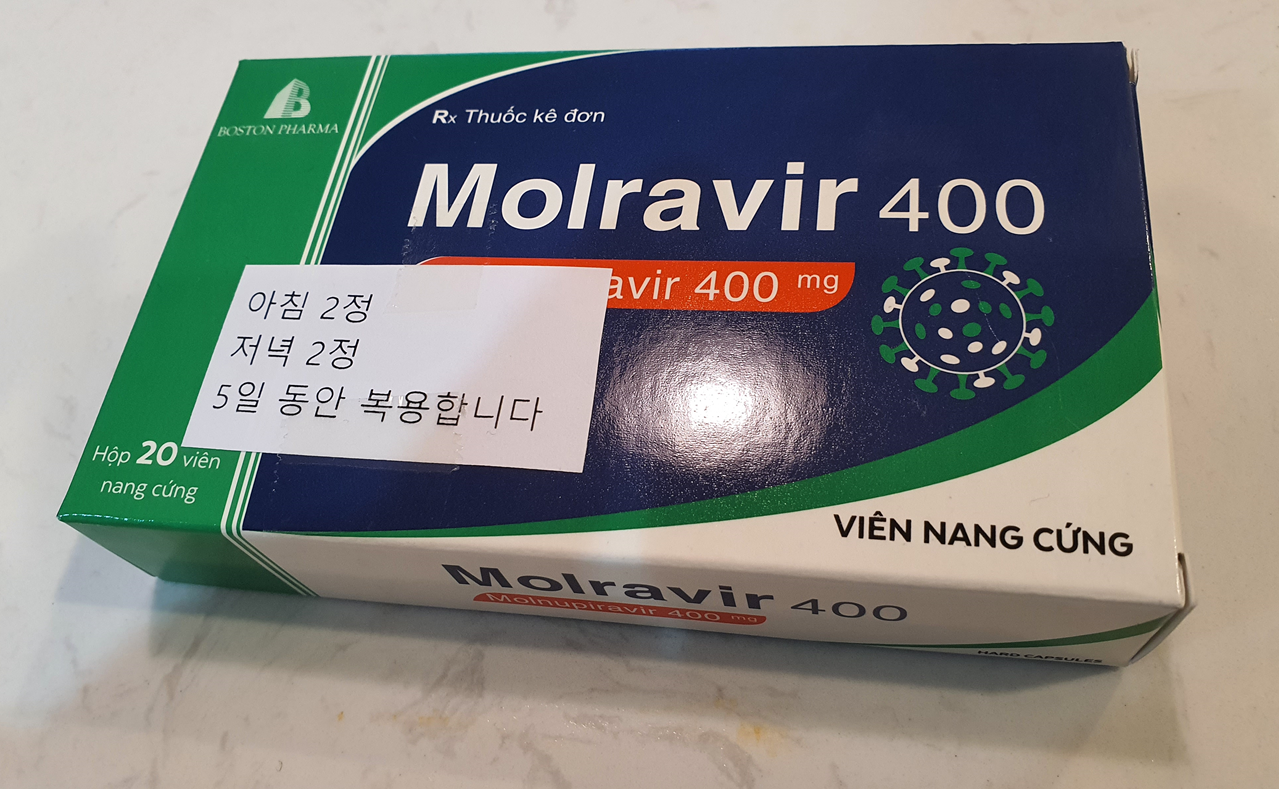 BOSTON PHARMA
Rx Thuốc kê đơn
Molravir 400
avir 400 mg
아침 2정
저녁 2정
5일 동안 복용합니다
Hộp 20 viên
nang cứng
VIÊN NANG CỨNG
Molravir 400
Molnupiravir 400 mg
HARD CAPSULES